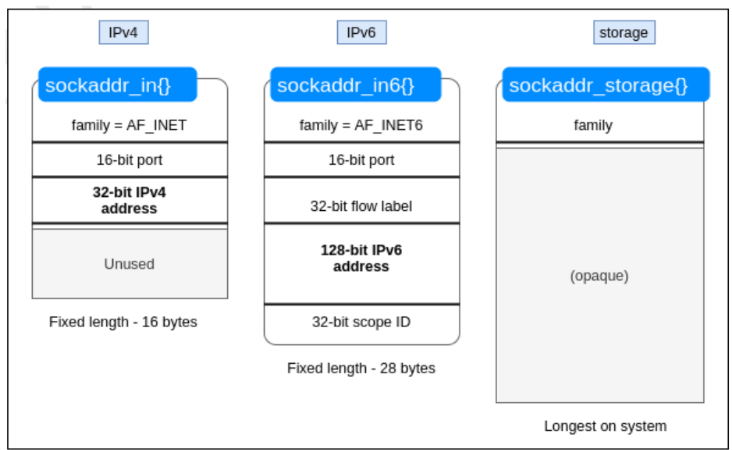 IPv4
sockaddr_in{}
family = AF_INET
16-bit port
32-bit IPv4
address
Unused
Fixed length - 16 bytes
IPv6
sockaddr_in6{}
family = AF_INET6
16-bit port
32-bit flow label
128-bit IPv6
address
32-bit scope ID
Fixed length - 28 bytes
storage
sockaddr_storage{}
family
(opaque)
Longest on system